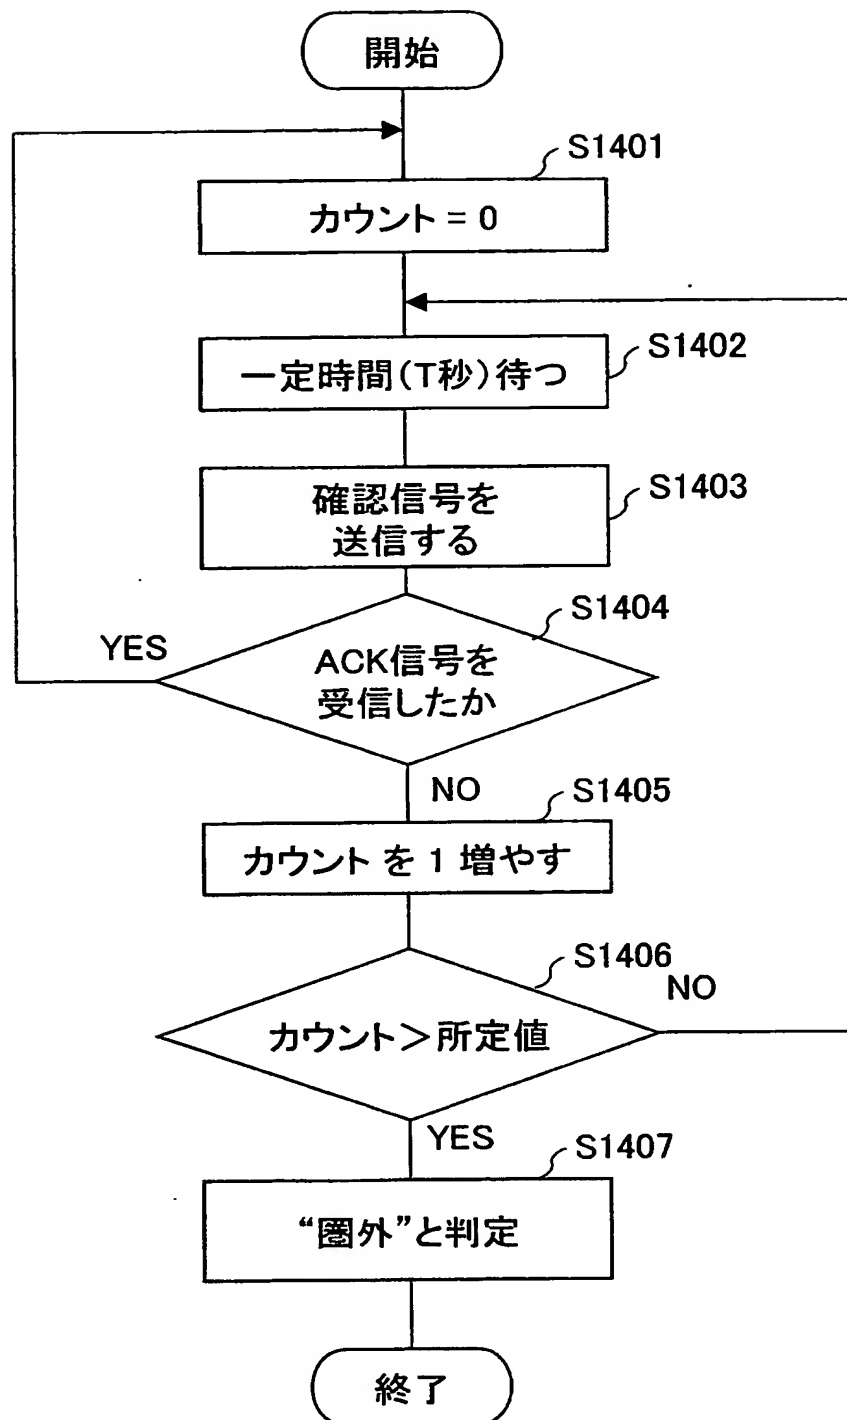 開始
S1401
カウント = 0
S1402
一定時間(T秒)待つ
S1403
確認信号を
送信する
S1404
YES
ACK信号を
受信したか
NO
S1405
カウント を 1 増やす
S1406
NO
カウント>所定値
YES
S1407
“圏外”と判定
終了